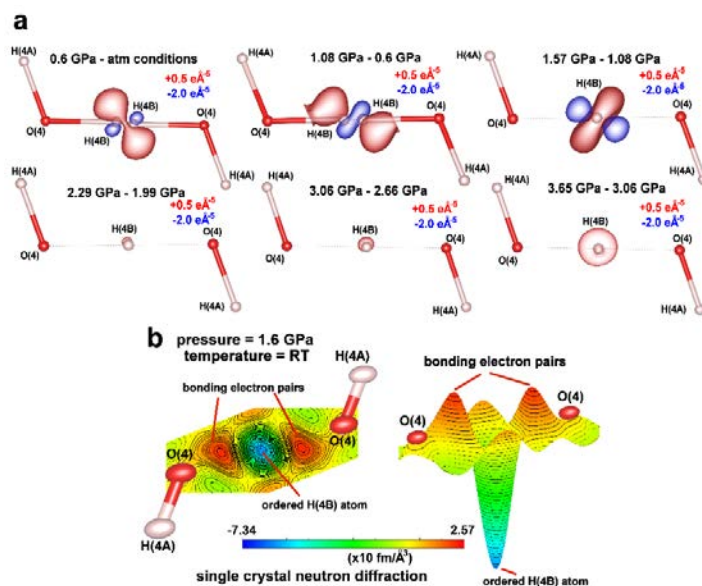 a
H(4A)
0.6 GPa - atm conditions
+0.5 eÅ-5
-2.0 eÅ-5
H(4B)
O(4)
O(4)
H(4B)
H(4A)
H(4A)
1.08 GPa - 0.6 GPa
+0.5 eÅ-5
-2.0 eÅ-5
H(4B)
O(4)
O(4)
H(4B)
H(4A)
1.57 GPa - 1.08 GPa
H(4A)
+0.5 eÅ-5
-2.0 eÅ-5
H(4B)
O(4)
O(4)
H(4A)
H(4A)
2.29 GPa - 1.99 GPa
+0.5 eÅ-5
-2.0 eÅ-5
H(4B)
O(4)
O(4)
H(4A)
3.06 GPa - 2.66 GPa
H(4A)
+0.5 eÅ-5
-2.0 eÅ-5
H(4B)
O(4)
O(4)
H(4A)
3.65 GPa - 3.06 GPa
H(4A)
+0.5 eÅ-5
-2.0 eÅ-5
H(4B)
O(4)
O(4)
H(4A)
b
pressure = 1.6 GPa
temperature = RT
H(4A)
bonding electron pairs
O(4)
O(4)
ordered H(4B) atom
H(4A)
-7.34
2.57
(x10 fm/Å3)
single crystal neutron diffraction
bonding electron pairs
O(4)
O(4)
ordered H(4B) atom